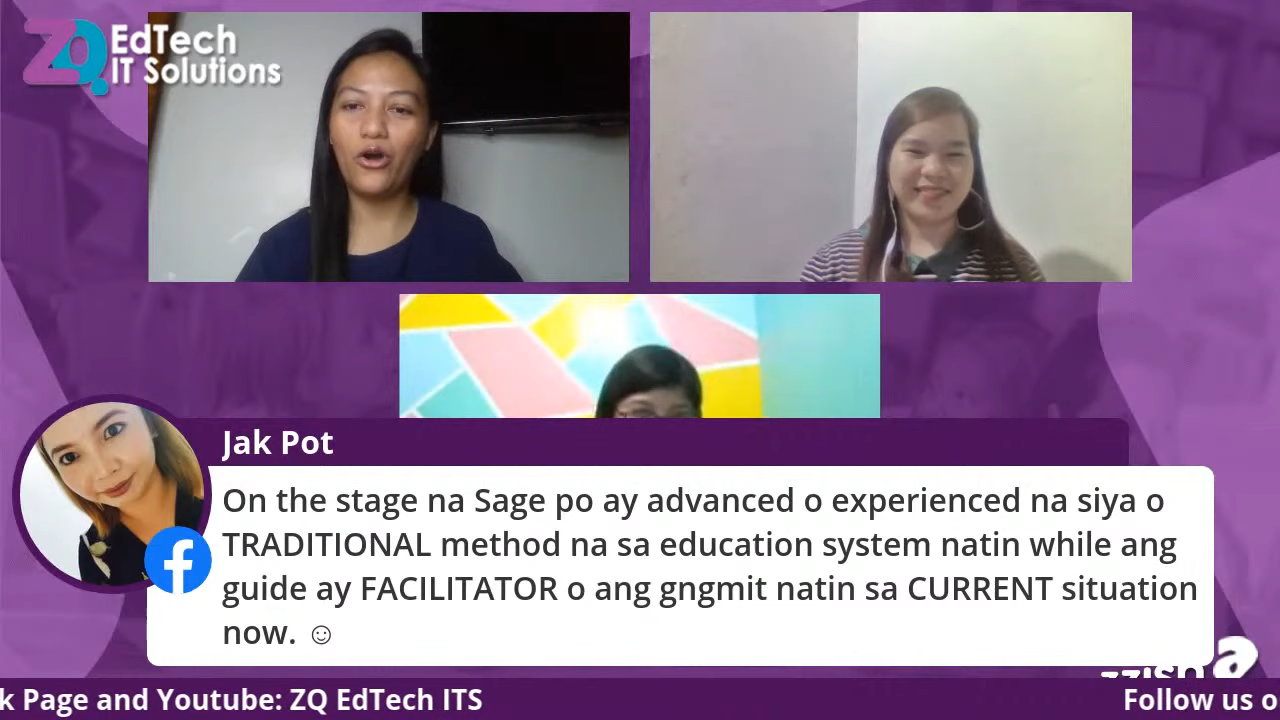 ZQ EdTech
IT Solutions
Jak Pot
On the stage na Sage po ay advanced o experienced na siya o
TRADITIONAL method na sa education system natin while ang
guide ay FACILITATOR o ang gngmit natin sa CURRENT situation
now. ☺
k Page and Youtube: ZQ EdTech ITS
Follow us o